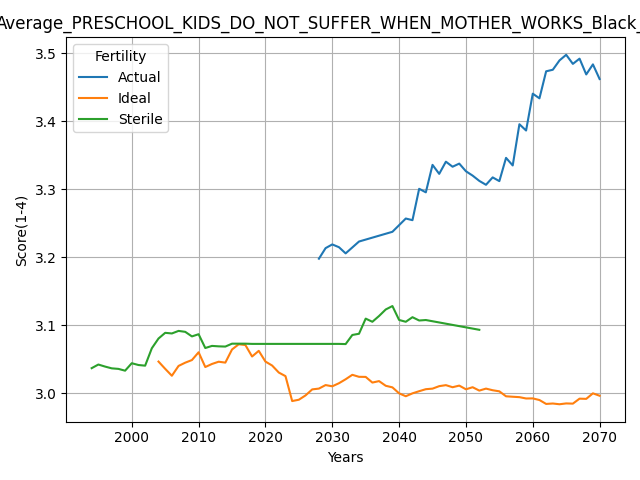 Average_PRESCHOOL_KIDS_DO_NOT_SUFFER_WHEN_MOTHER_WORKS_Black_
Fertility
Actual
Ideal
Sterile
3.5
3.4
3.3
3.2
3.1
3.0
Score(1-4)
2000 2010 2020 2030 2040 2050 2060 2070
Years